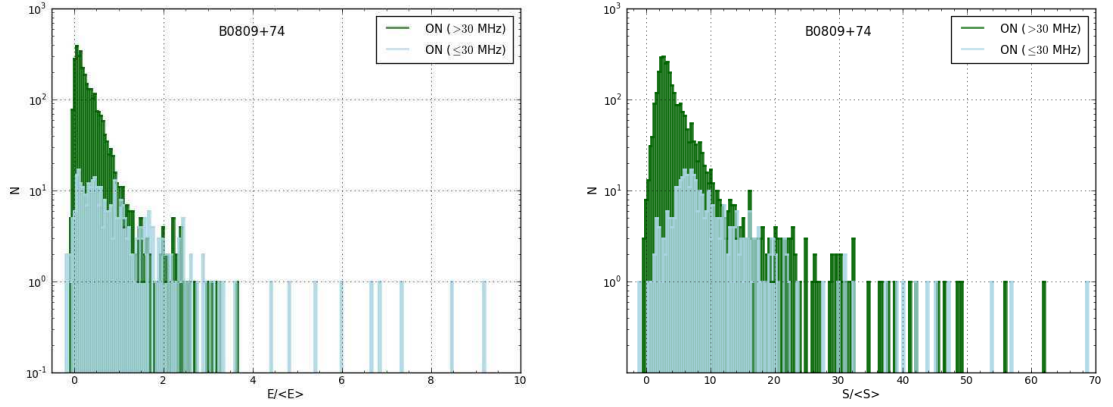 B0809+74
ON (>30 MHz)
ON (≤30 MHz)
10³
10²
10¹
10⁰
10⁻¹
N
0 2 4 6 8 10
E/<E>
B0809+74
ON (>30 MHz)
ON (≤30 MHz)
10³
10²
10¹
10⁰
10⁻¹
N
0 10 20 30 40 50 60 70
S/<S>